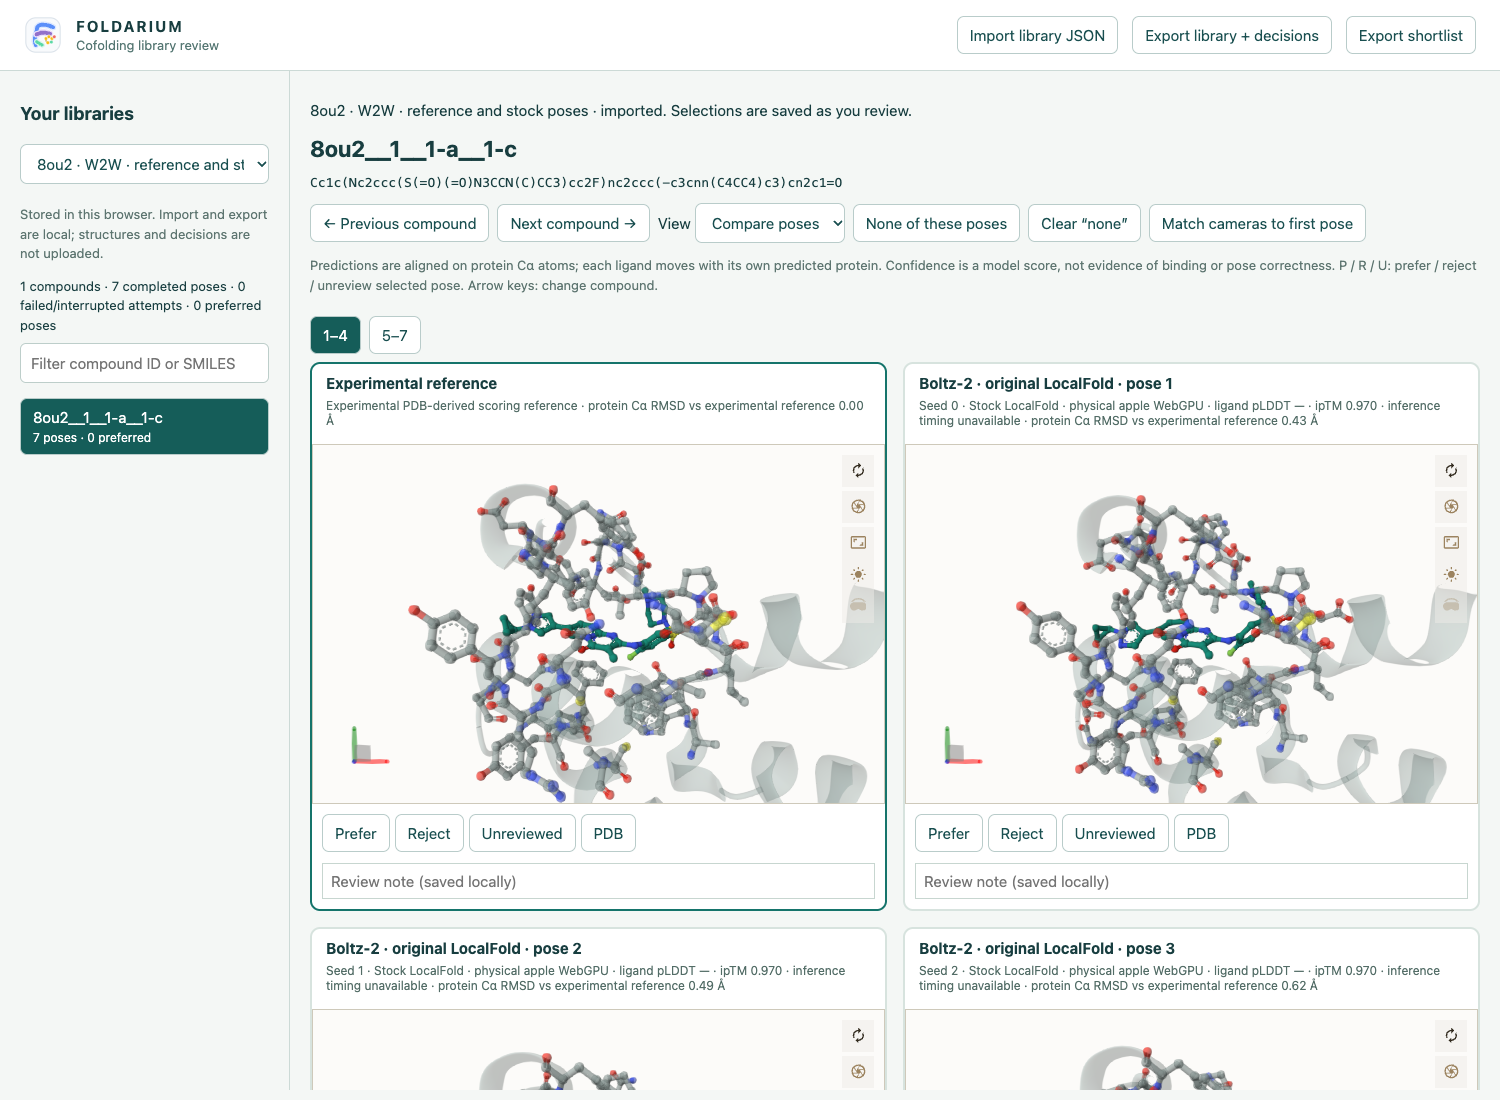 FOLDARIUM
Cofolding library review
Import library JSON
Export library + decisions
Export shortlist
Your libraries
8ou2 · W2W · reference and st
Stored in this browser. Import and export
are local; structures and decisions are
not uploaded.
1 compounds · 7 completed poses · 0
failed/interrupted attempts · 0 preferred
poses
Filter compound ID or SMILES
8ou2__1__1-a__1-c
7 poses · 0 preferred
8ou2 · W2W · reference and stock poses · imported. Selections are saved as you review.
8ou2__1__1-a__1-c
Cc1c(Nc2ccc(S(=O)(=O)N3CCN(C)CC3)cc2F)nc2ccc(−c3cnn(C4CC4)c3)cn2c1=O
← Previous compound
Next compound →
View
Compare poses
None of these poses
Clear “none”
Match cameras to first pose
Predictions are aligned on protein Cα atoms; each ligand moves with its own predicted protein. Confidence is a model score, not evidence of binding or pose correctness. P / R / U: prefer / reject
/ unreview selected pose. Arrow keys: change compound.
1–4
5–7
Experimental reference
Experimental PDB-derived scoring reference · protein Cα RMSD vs experimental reference 0.00
Å
Prefer
Reject
Unreviewed
PDB
Review note (saved locally)
Boltz-2 · original LocalFold · pose 1
Seed 0 · Stock LocalFold · physical apple WebGPU · ligand pLDDT — · ipTM 0.970 · inference
timing unavailable · protein Cα RMSD vs experimental reference 0.43 Å
Prefer
Reject
Unreviewed
PDB
Review note (saved locally)
Boltz-2 · original LocalFold · pose 2
Seed 1 · Stock LocalFold · physical apple WebGPU · ligand pLDDT — · ipTM 0.970 · inference
timing unavailable · protein Cα RMSD vs experimental reference 0.49 Å
Boltz-2 · original LocalFold · pose 3
Seed 2 · Stock LocalFold · physical apple WebGPU · ligand pLDDT — · ipTM 0.970 · inference
timing unavailable · protein Cα RMSD vs experimental reference 0.62 Å